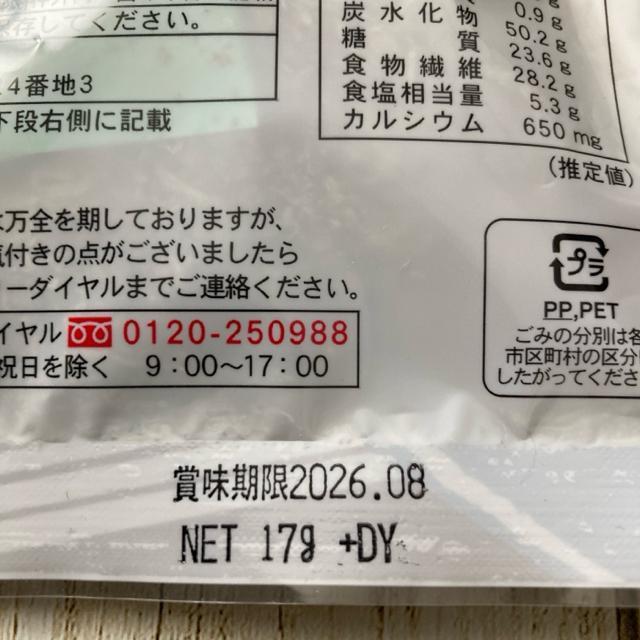 存してください。
4番地3
下段右側に記載
0.9g
炭水化物 50.2g
糖質 23.6g
食物繊維 28.2g
食塩相当量 5.3g
カルシウム 650mg
(推定値)
万全を期しておりますが、
付きの点がございましたら
ーダイヤルまでご連絡ください。
イヤル 0120-250988
祝日を除く 9:00〜17:00
プラ
PP,PET
ごみの分別は各
市区町村の区分に
したがってくださ
賞味期限2026.08
NET 17g +DY